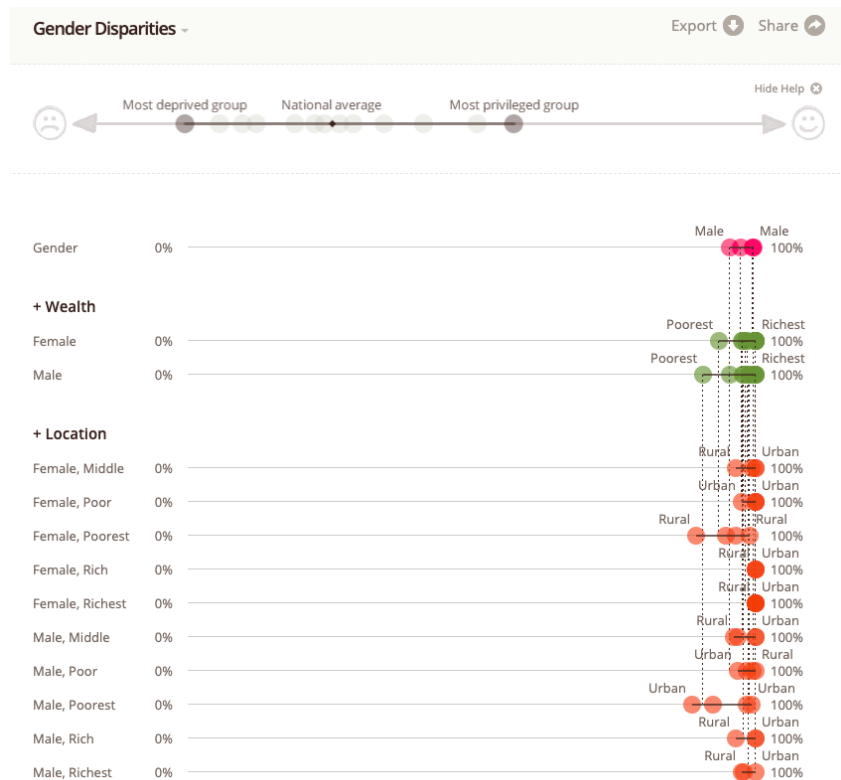 Gender Disparities
Export Share
Hide Help
Most deprived group National average Most privileged group
Male Male
Gender 0% 100%
+ Wealth
Poorest Richest
Female 0% 100%
Poorest Richest
Male 0% 100%
+ Location
Rural Urban
Female, Middle 0% 100%
Urban Urban
Female, Poor 0% 100%
Rural Rural
Female, Poorest 0% 100%
Rural Urban
Female, Rich 0% 100%
Rural Urban
Female, Richest 0% 100%
Rural Urban
Male, Middle 0% 100%
Urban Rural
Male, Poor 0% 100%
Urban Urban
Male, Poorest 0% 100%
Rural Urban
Male, Rich 0% 100%
Rural Urban
Male, Richest 0% 100%